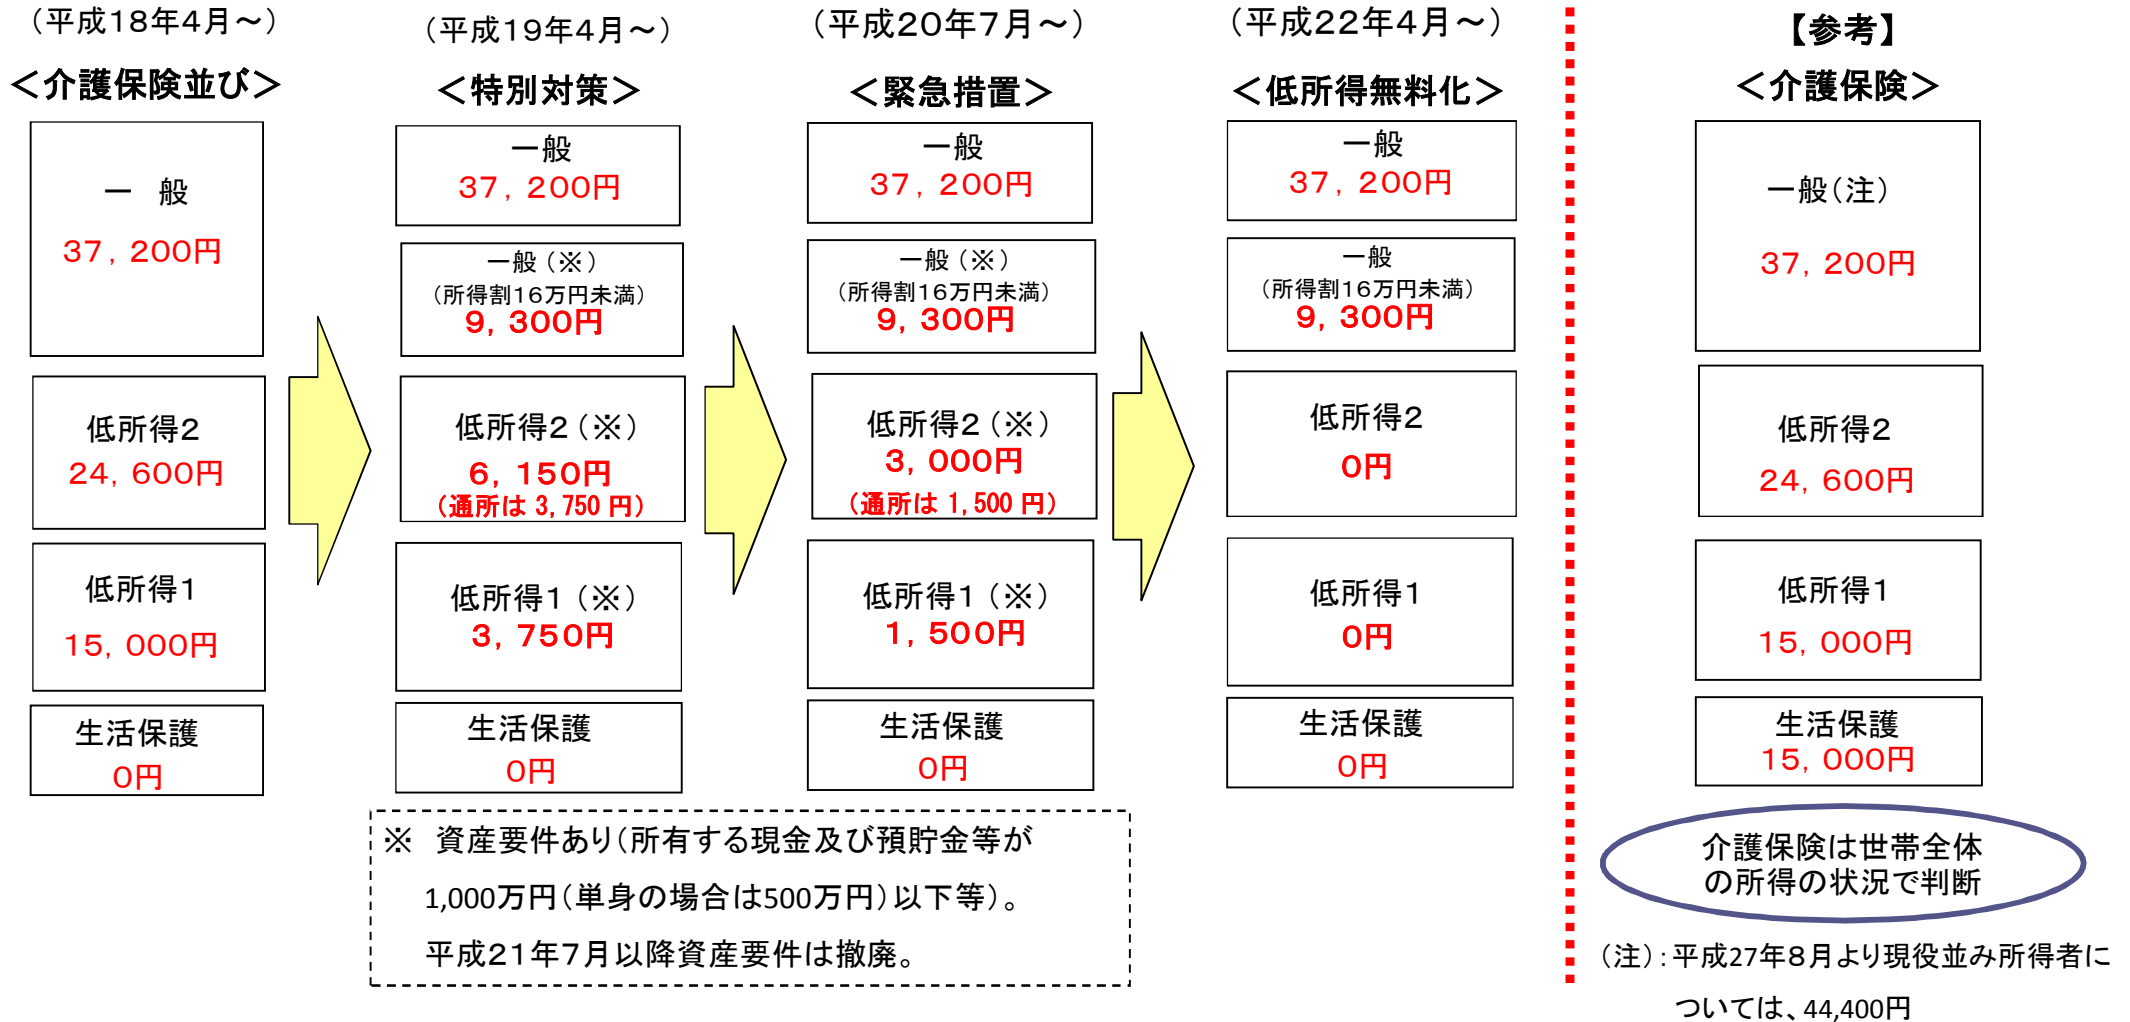 （平成18年4月～）
＜介護保険並び＞
一　般
37，200円
低所得2
24，600円
低所得1
15，000円
生活保護
0円
（平成19年4月～）
＜特別対策＞
一般
37，200円
一般（※）
（所得割16万円未満）
9，300円
低所得2（※）
6，150円
（通所は 3,750 円）
低所得1（※）
3，750円
生活保護
0円
（平成20年7月～）
＜緊急措置＞
一般
37，200円
一般（※）
（所得割16万円未満）
9，300円
低所得2（※）
3，000円
（通所は 1,500 円）
低所得1（※）
1，500円
生活保護
0円
（平成22年4月～）
＜低所得無料化＞
一般
37，200円
一般
（所得割16万円未満）
9，300円
低所得2
0円
低所得1
0円
生活保護
0円
※　資産要件あり（所有する現金及び預貯金等が
1,000万円（単身の場合は500万円）以下等）。
平成21年7月以降資産要件は撤廃。
【参考】
＜介護保険＞
一般（注）
37，200円
低所得2
24，600円
低所得1
15，000円
生活保護
15，000円
介護保険は世帯全体
の所得の状況で判断
（注）：平成27年8月より現役並み所得者に
ついては、44,400円